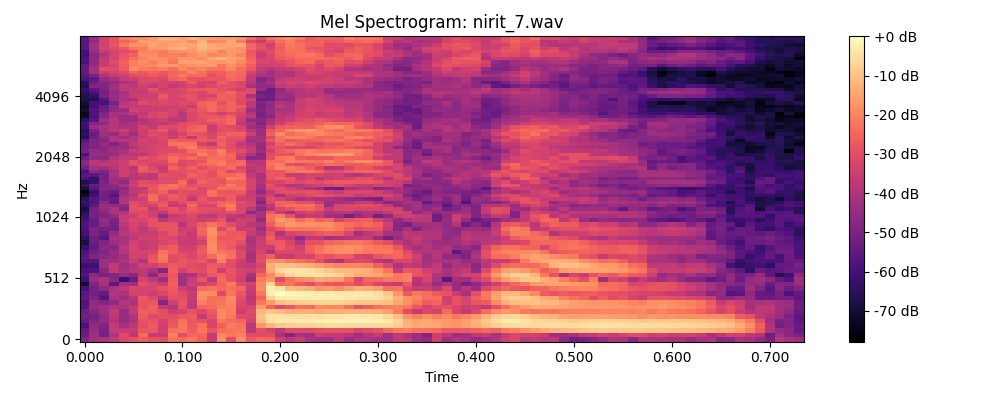 Mel Spectrogram: nirit_7.wav
+0 dB
-10 dB
-20 dB
-30 dB
-40 dB
-50 dB
-60 dB
-70 dB
4096
2048
1024
512
0
Hz
0.000 0.100 0.200 0.300 0.400 0.500 0.600 0.700
Time